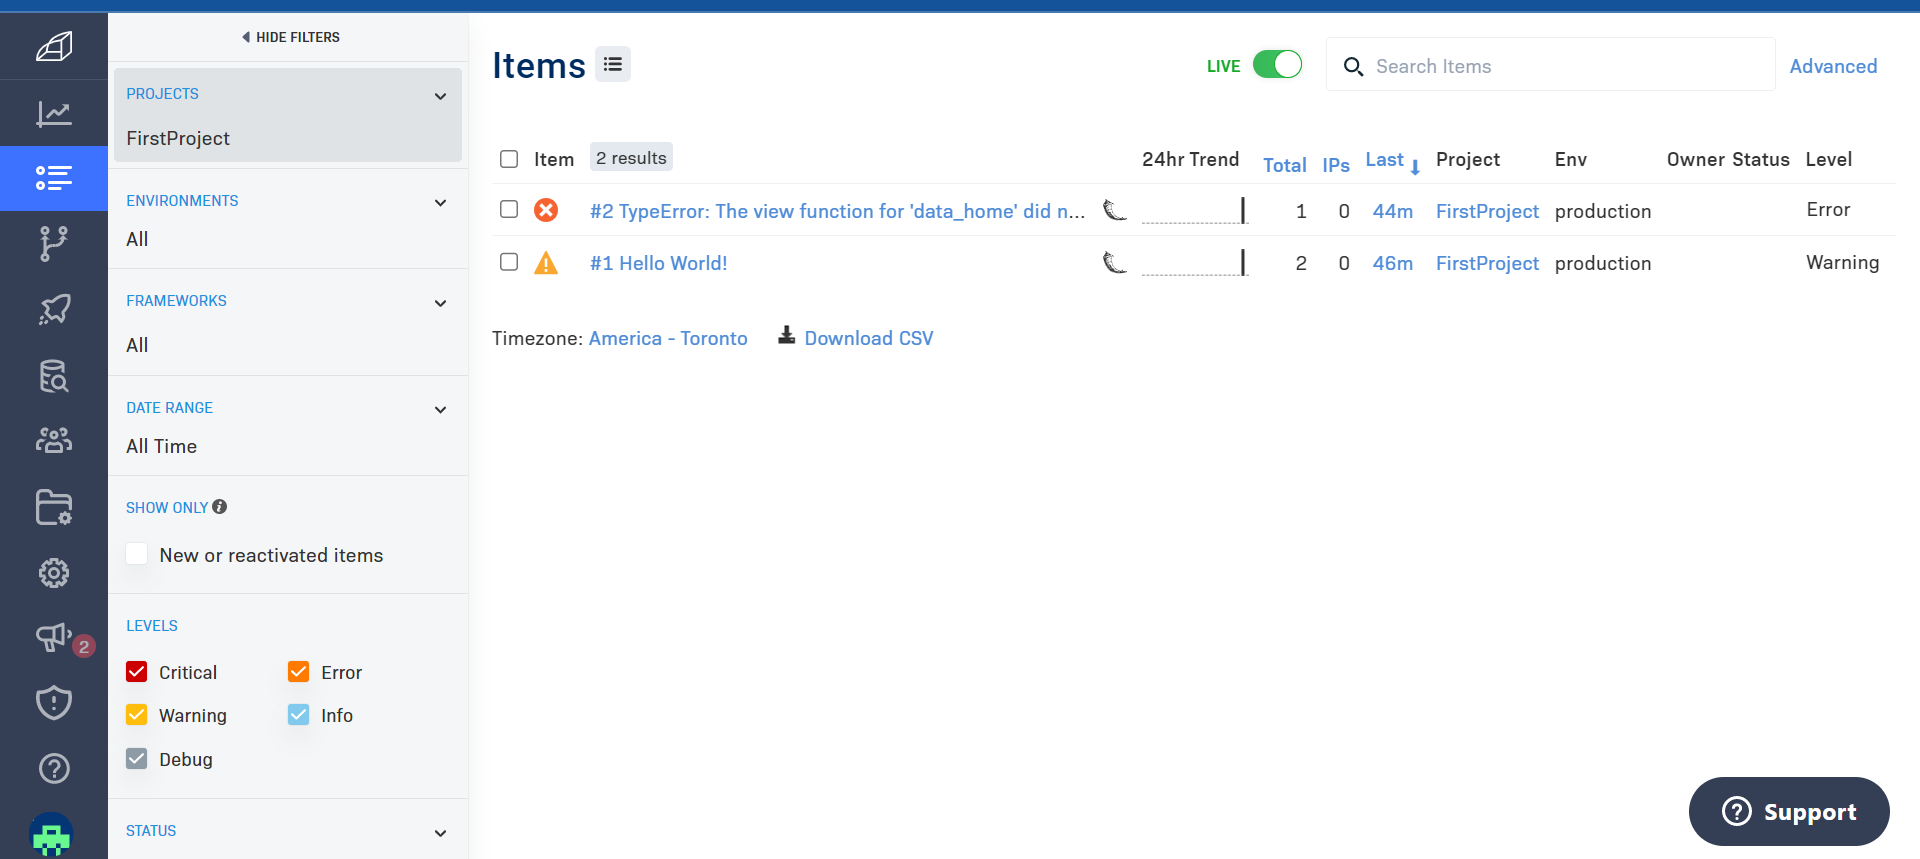 HIDE FILTERS
PROJECTS
FirstProject
ENVIRONMENTS
All
FRAMEWORKS
All
DATE RANGE
All Time
SHOW ONLY
New or reactivated items
LEVELS
Critical Error
Warning Info
Debug
STATUS
2
Items
LIVE
Search Items
Advanced
Item 2 results 24hr Trend Total IPs Last Project Env Owner Status Level
#2 TypeError: The view function for 'data_home' did n... 1 0 44m FirstProject production Error
#1 Hello World! 2 0 46m FirstProject production Warning
Timezone: America - Toronto Download CSV
Support